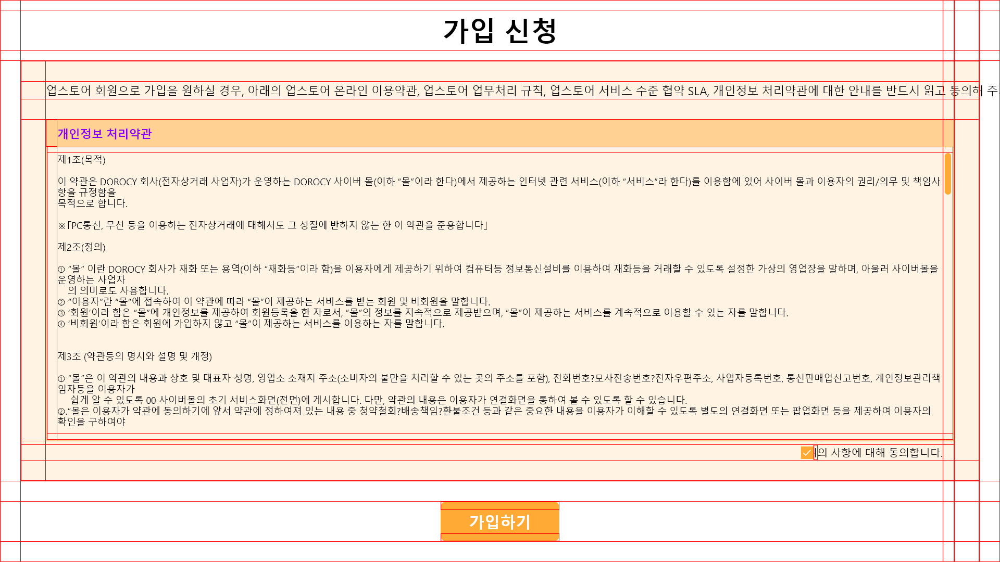 가입 신청
업스토어 회원으로 가입을 원하실 경우, 아래의 업스토어 온라인 이용약관, 업스토어 업무처리 규칙, 업스토어 서비스 수준 협약 SLA, 개인정보 처리약관에 대한 안내를 반드시 읽고 동의해 주
개인정보 처리약관
제1조(목적)
이 약관은 DOROCY 회사(전자상거래 사업자)가 운영하는 DOROCY 사이버 몰(이하 “몰”이라 한다)에서 제공하는 인터넷 관련 서비스(이하 “서비스”라 한다)를 이용함에 있어 사이버 몰과 이용자의 권리/의무 및 책임사
항을 규정함을
목적으로 합니다.
※「PC통신, 무선 등을 이용하는 전자상거래에 대해서도 그 성질에 반하지 않는 한 이 약관을 준용합니다」
제2조(정의)
① “몰” 이란 DOROCY 회사가 재화 또는 용역(이하 “재화등”이라 함)을 이용자에게 제공하기 위하여 컴퓨터등 정보통신설비를 이용하여 재화등을 거래할 수 있도록 설정한 가상의 영업장을 말하며, 아울러 사이버몰을
운영하는 사업자
의 의미로도 사용합니다.
② “이용자”란 “몰”에 접속하여 이 약관에 따라 “몰”이 제공하는 서비스를 받는 회원 및 비회원을 말합니다.
③ ‘회원’이라 함은 “몰”에 개인정보를 제공하여 회원등록을 한 자로서, “몰”의 정보를 지속적으로 제공받으며, “몰”이 제공하는 서비스를 계속적으로 이용할 수 있는 자를 말합니다.
④ ‘비회원’이라 함은 회원에 가입하지 않고 “몰”이 제공하는 서비스를 이용하는 자를 말합니다.
제3조 (약관등의 명시와 설명 및 개정)
① “몰”은 이 약관의 내용과 상호 및 대표자 성명, 영업소 소재지 주소(소비자의 불만을 처리할 수 있는 곳의 주소를 포함), 전화번호?모사전송번호?전자우편주소, 사업자등록번호, 통신판매업신고번호, 개인정보관리책
임자등을 이용자가
쉽게 알 수 있도록 00 사이버몰의 초기 서비스화면(전면)에 게시합니다. 다만, 약관의 내용은 이용자가 연결화면을 통하여 볼 수 있도록 할 수 있습니다.
②.“몰은 이용자가 약관에 동의하기에 앞서 약관에 정하여져 있는 내용 중 청약철회?배송책임?환불조건 등과 같은 중요한 내용을 이용자가 이해할 수 있도록 별도의 연결화면 또는 팝업화면 등을 제공하여 이용자의
확인을 구하여야
의 사항에 대해 동의합니다.
가입하기